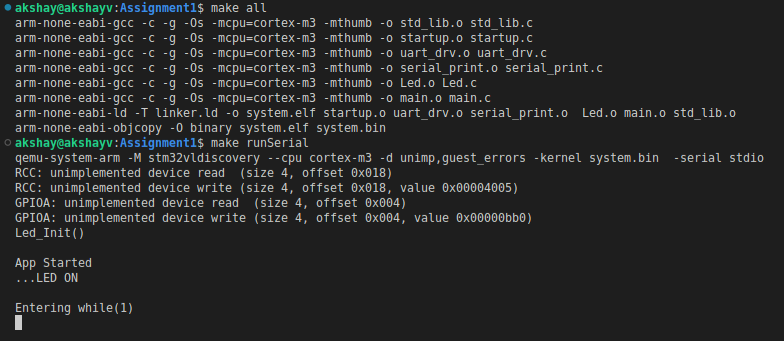 akshay@akshayv:Assignment1$ make all
arm-none-eabi-gcc -c -g -Os -mcpu=cortex-m3 -mthumb -o std_lib.o std_lib.c
arm-none-eabi-gcc -c -g -Os -mcpu=cortex-m3 -mthumb -o startup.o startup.c
arm-none-eabi-gcc -c -g -Os -mcpu=cortex-m3 -mthumb -o uart_drv.o uart_drv.c
arm-none-eabi-gcc -c -g -Os -mcpu=cortex-m3 -mthumb -o serial_print.o serial_print.c
arm-none-eabi-gcc -c -g -Os -mcpu=cortex-m3 -mthumb -o Led.o Led.c
arm-none-eabi-gcc -c -g -Os -mcpu=cortex-m3 -mthumb -o main.o main.c
arm-none-eabi-ld -T linker.ld -o system.elf startup.o uart_drv.o serial_print.o  Led.o main.o std_lib.o
arm-none-eabi-objcopy -O binary system.elf system.bin
akshay@akshayv:Assignment1$ make runSerial
qemu-system-arm -M stm32vldiscovery --cpu cortex-m3 -d unimp,guest_errors -kernel system.bin  -serial stdio
RCC: unimplemented device read  (size 4, offset 0x018)
RCC: unimplemented device write (size 4, offset 0x018, value 0x00004005)
GPIOA: unimplemented device read  (size 4, offset 0x004)
GPIOA: unimplemented device write (size 4, offset 0x004, value 0x00000bb0)
Led_Init()
App Started
...LED ON
Entering while(1)